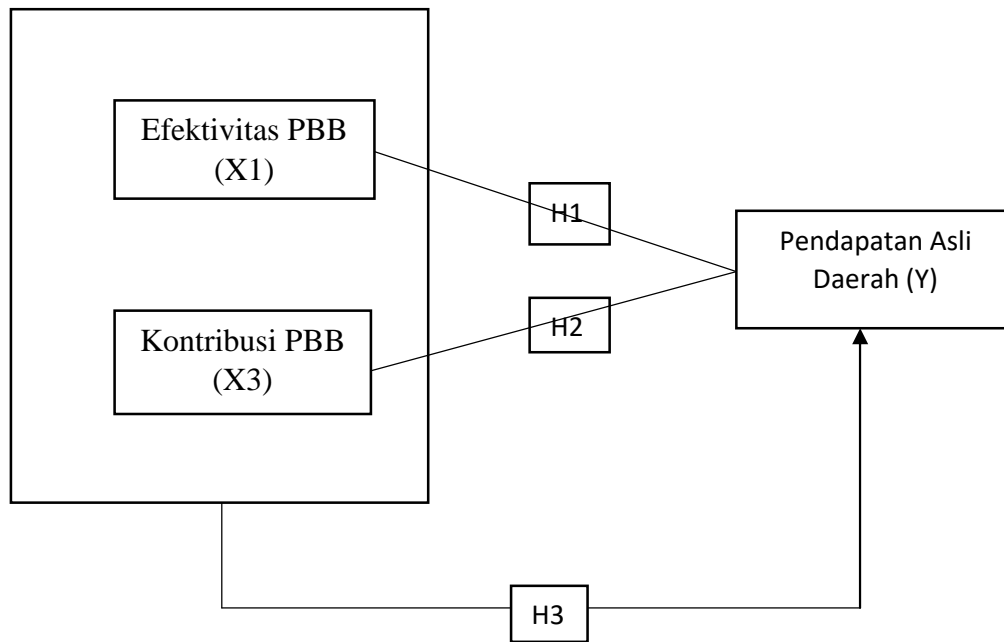 Efektivitas PBB
(X1)
H1
Pendapatan Asli
Daerah (Y)
H2
Kontribusi PBB
(X3)
H3